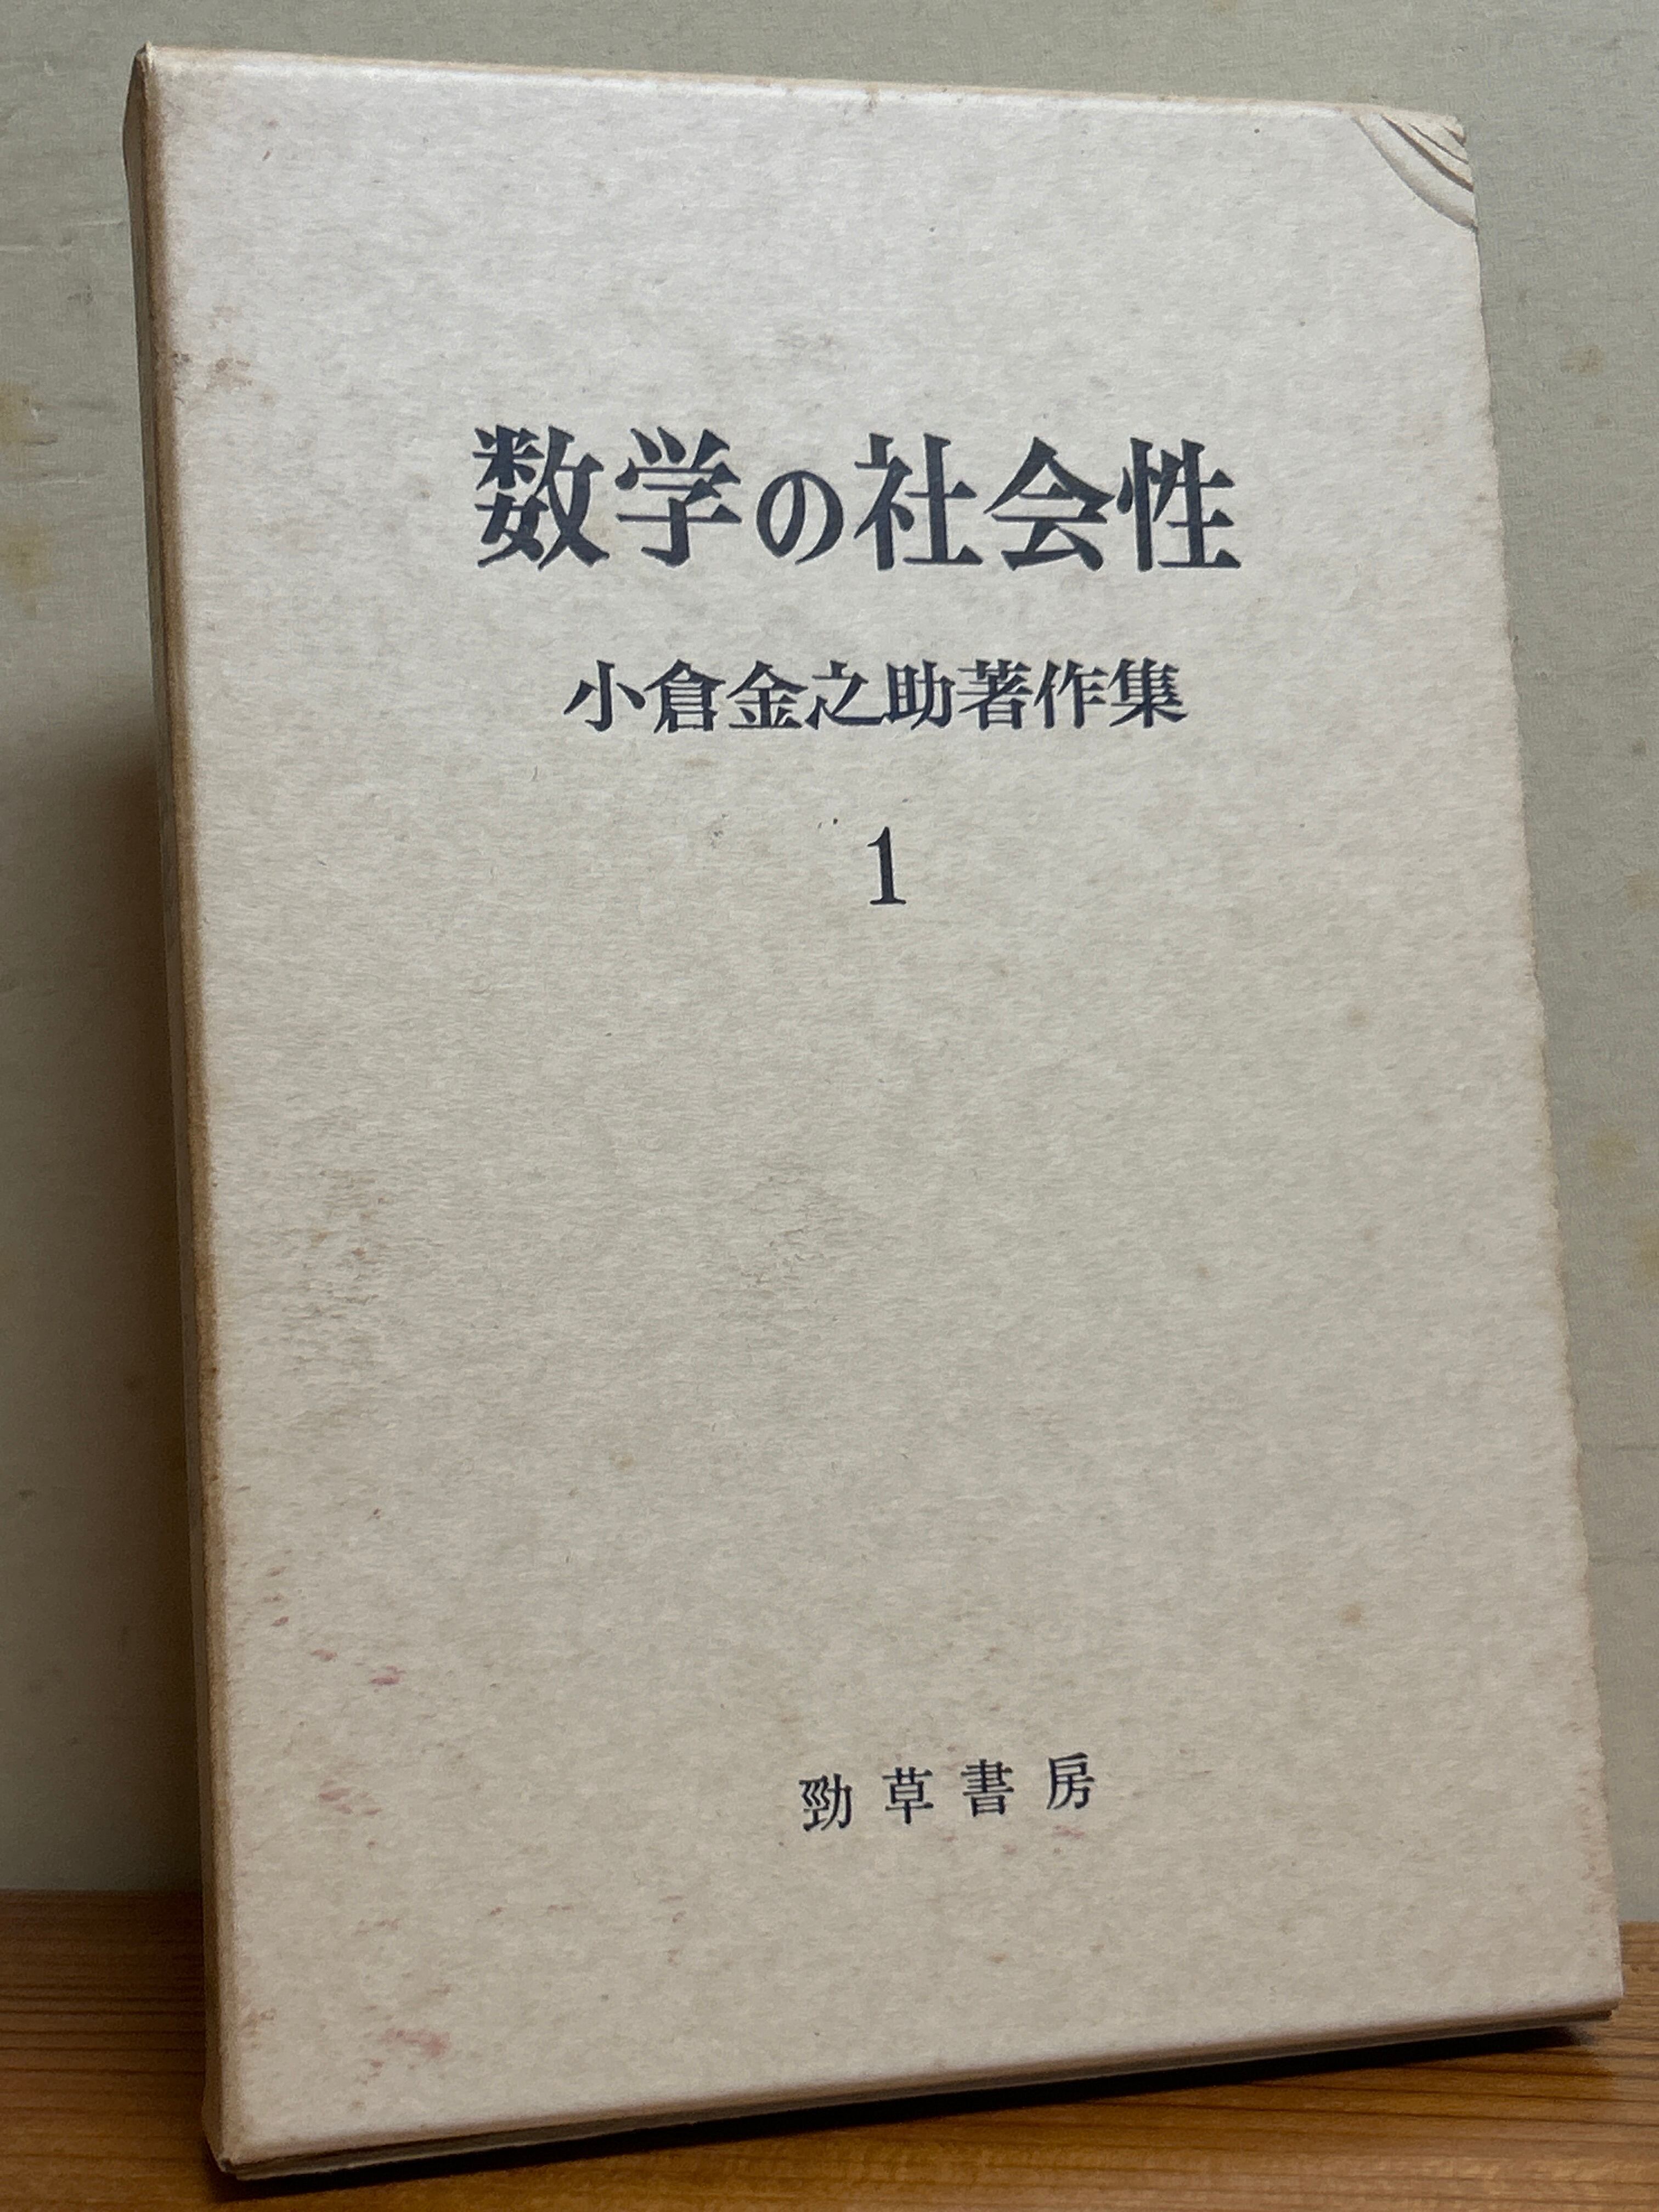 数学の社会性
小倉金之助著作集
1
勁草書房